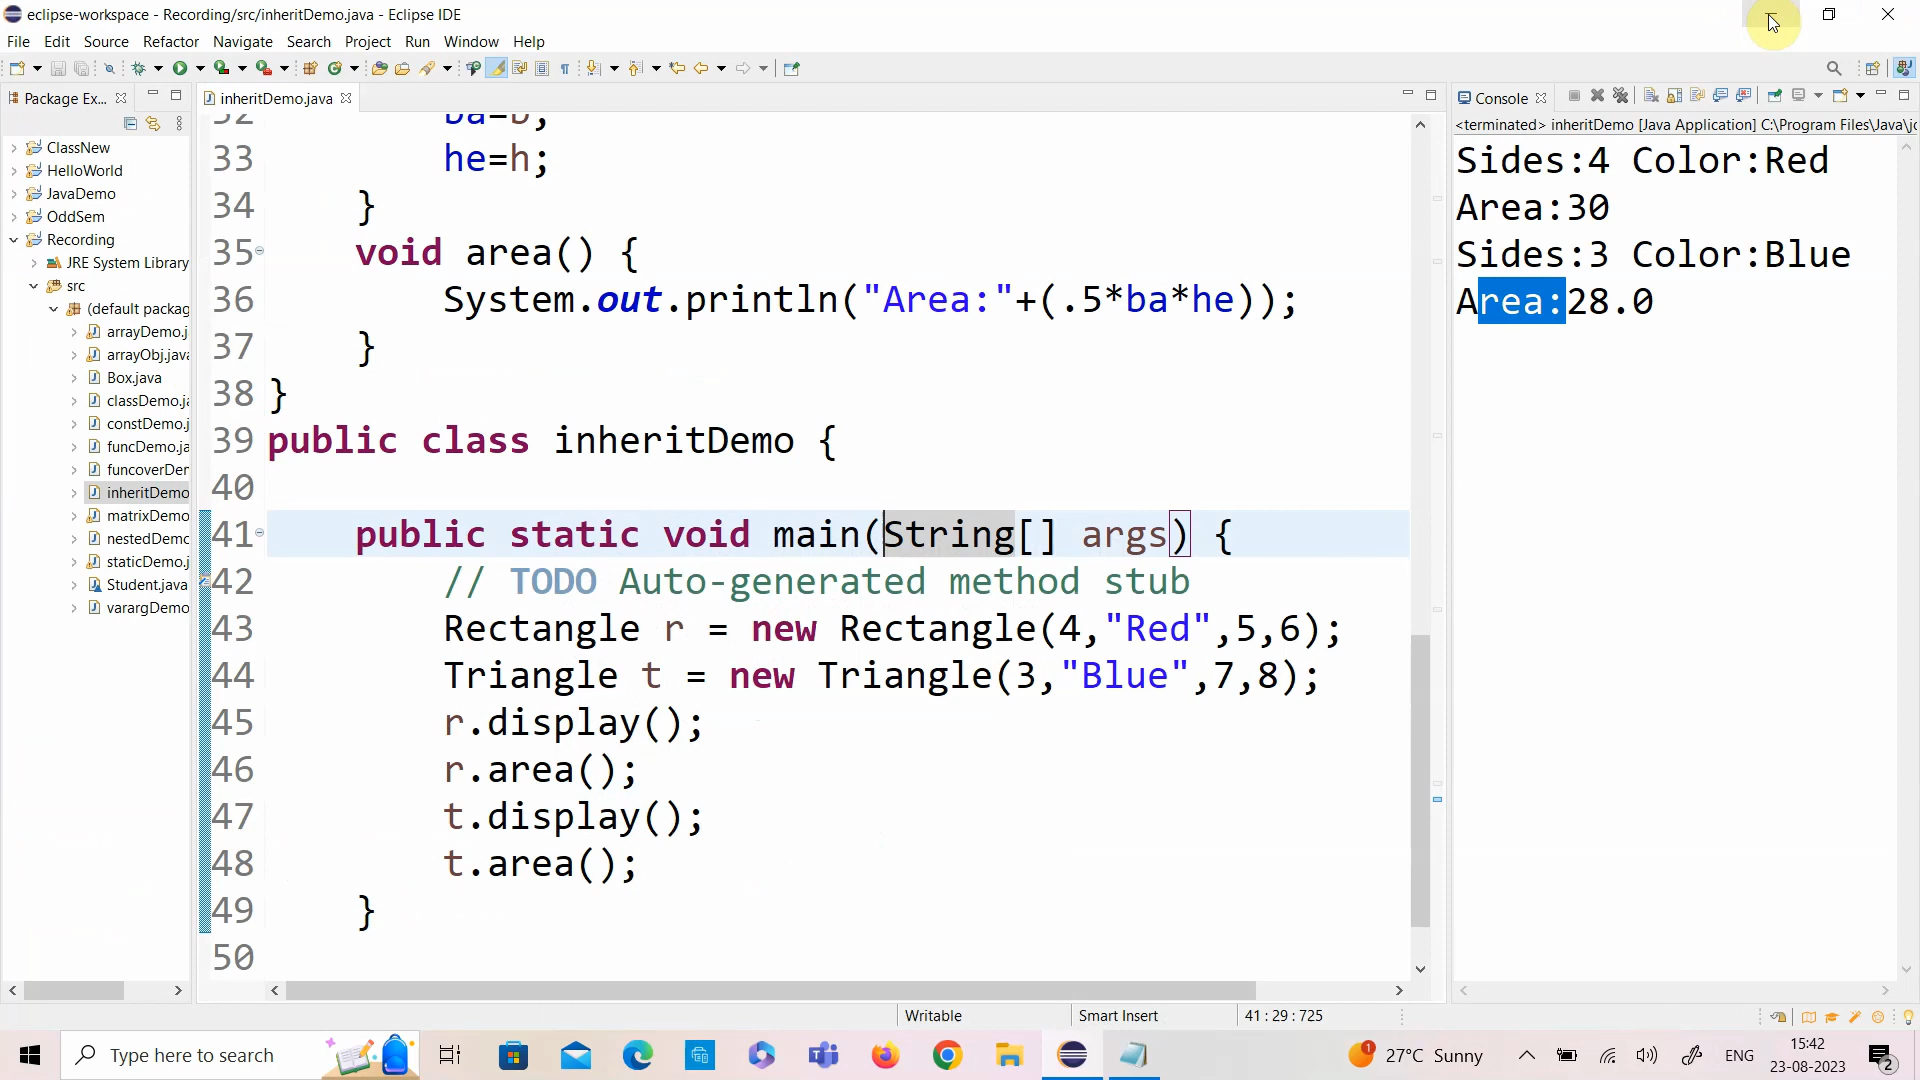 eclipse-workspace - Recording/src/inheritDemo.java - Eclipse IDE
File Edit Source Refactor Navigate Search Project Run Window Help
Package Ex...
ClassNew
HelloWorld
JavaDemo
OddSem
Recording
JRE System Library
src
(default packag
arrayDemo.j
arrayObj.java
Box.java
classDemo.ja
constDemo.j
funcDemo.ja
funcoverDer
inheritDemo
matrixDemo
nestedDemo
staticDemo.j
Student.java
varargDemo
inheritDemo.java
32 ba=b;
33 he=h;
34 }
35 void area() {
36 System.out.println("Area:"+(.5*ba*he));
37 }
38 }
39 public class inheritDemo {
40
41 public static void main(String[] args) {
42 // TODO Auto-generated method stub
43 Rectangle r = new Rectangle(4,"Red",5,6);
44 Triangle t = new Triangle(3,"Blue",7,8);
45 r.display();
46 r.area();
47 t.display();
48 t.area();
49 }
50
Console
<terminated> inheritDemo [Java Application] C:\Program Files\Java\jc
Sides:4 Color:Red
Area:30
Sides:3 Color:Blue
Area:28.0
Writable Smart Insert 41 : 29 : 725
Type here to search
1 27°C Sunny ENG
15:42
23-08-2023
2